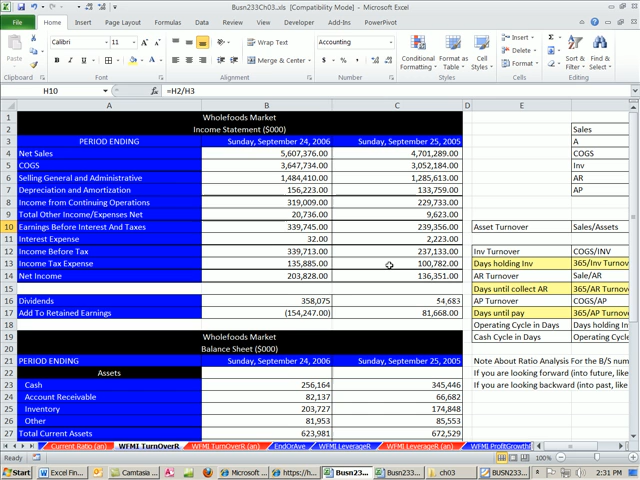 Busn233Ch03.xls [Compatibility Mode] - Microsoft Excel
File Home Insert Page Layout Formulas Data Review View Developer Add-Ins PowerPivot
Paste Calibri 11 Wrap Text Accounting Conditional Formatting Format as Table Cell Styles Insert Delete Format Sort & Filter Find & Select
Merge & Center
Clipboard Font Alignment Number Styles Cells Editing
H10 =H2/H3
A B C D E
1 Wholefoods Market
2 Income Statement ($000) Sales
3 PERIOD ENDING Sunday, September 24, 2006 Sunday, September 25, 2005 A
4 Net Sales 5,607,376.00 4,701,289.00 COGS
5 COGS 3,647,734.00 3,052,184.00 Inv
6 Selling General and Administrative 1,484,410.00 1,285,613.00 AR
7 Depreciation and Amortization 156,223.00 133,759.00 AP
8 Income from Continuing Operations 319,009.00 229,733.00
9 Total Other Income/Expenses Net 20,736.00 9,623.00
10 Earnings Before Interest And Taxes 339,745.00 239,356.00 Asset Turnover Sales/Assets
11 Interest Expense 32.00 2,223.00
12 Income Before Tax 339,713.00 237,133.00 Inv Turnover COGS/INV
13 Income Tax Expense 135,885.00 100,782.00 Days holding Inv 365/Inv Turnov
14 Net Income 203,828.00 136,351.00 AR Turnover Sale/AR
15 Days until collect AR 365/AR Turnov
16 Dividends 358,075 54,683 AP Turnover COGS/AP
17 Add To Retained Earnings (154,247.00) 81,668.00 Days until pay 365/AP Turnov
18 Operating Cycle in Days Days holding I
19 Wholefoods Market Cash Cycle in Days Operating Cyc
20 Balance Sheet ($000)
21 PERIOD ENDING Sunday, September 24, 2006 Sunday, September 25, 2005 Note About Ratio Analysis For the B/S num
22 Assets If you are looking forward (into future, like
23 Cash 256,164 345,446 If you are looking backward (into past, like
24 Account Receivable 82,137 66,682
25 Inventory 203,727 174,848
26 Other 81,953 85,553
27 Total Current Assets 623,981 672,529
Current Ratio (an) WFMI TurnOverR WFMI TurnOverR (an) EndOrAve WFMI LeverageR WFMI LeverageR (an) WFMI ProfitGrowthR
Ready 100%
Start Excel Fin... Camtasia ... Microsoft ... https://h... Busn23... Busn233... ch03 BUSN233... 2:31 PM